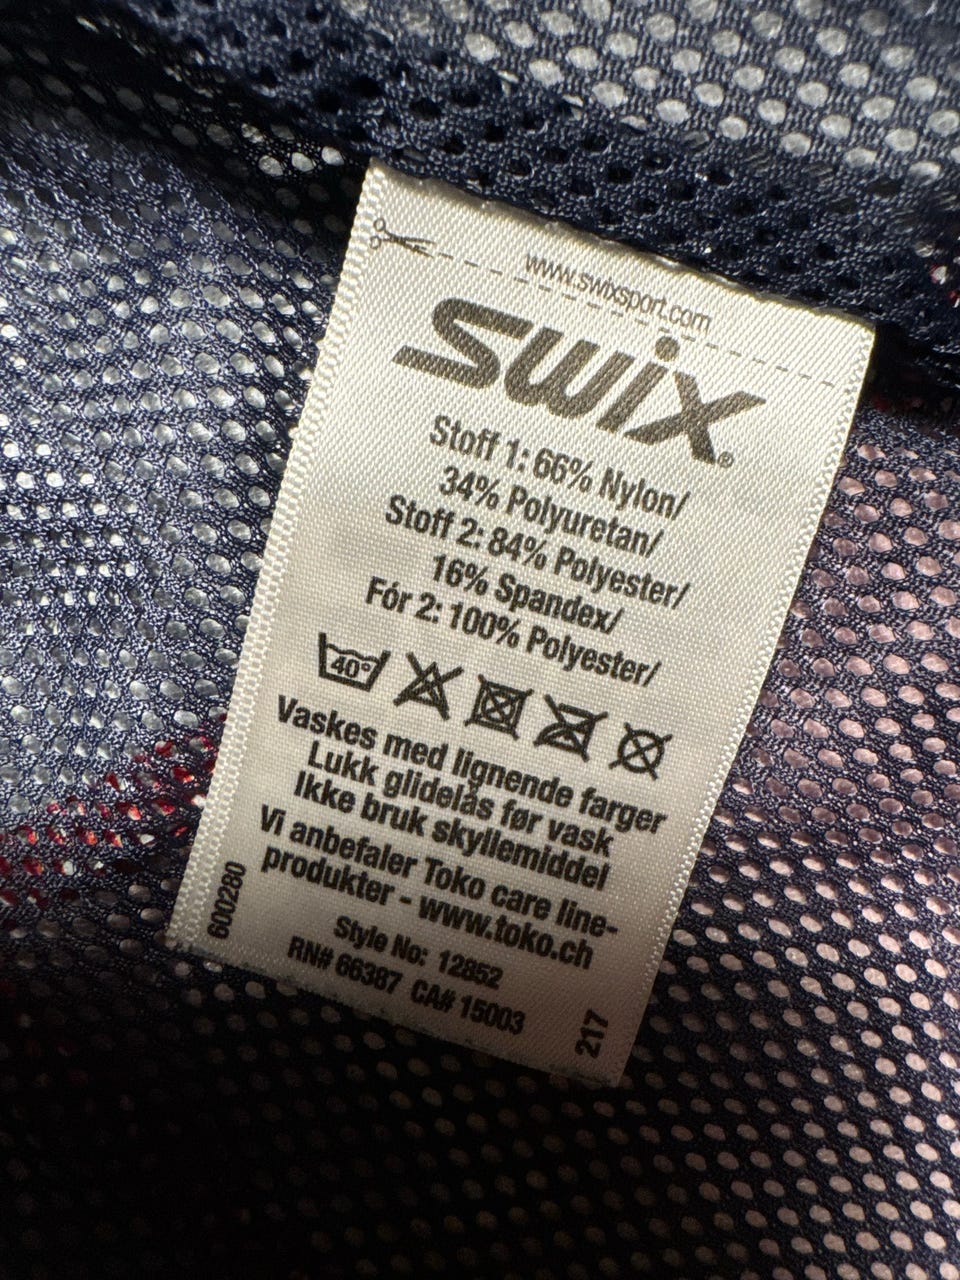 www.swixsport.com
swix®
Stoff 1: 66% Nylon/
34% Polyuretan/
Stoff 2: 84% Polyester/
16% Spandex/
Fór 2: 100% Polyester/
40°
Vaskes med lignende farger
Lukk glidelås før vask
Ikke bruk skyllemiddel
Vi anbefaler Toko care line-
produkter - www.toko.ch
Style No: 12852
RN# 66387 CA# 15003
600280
217